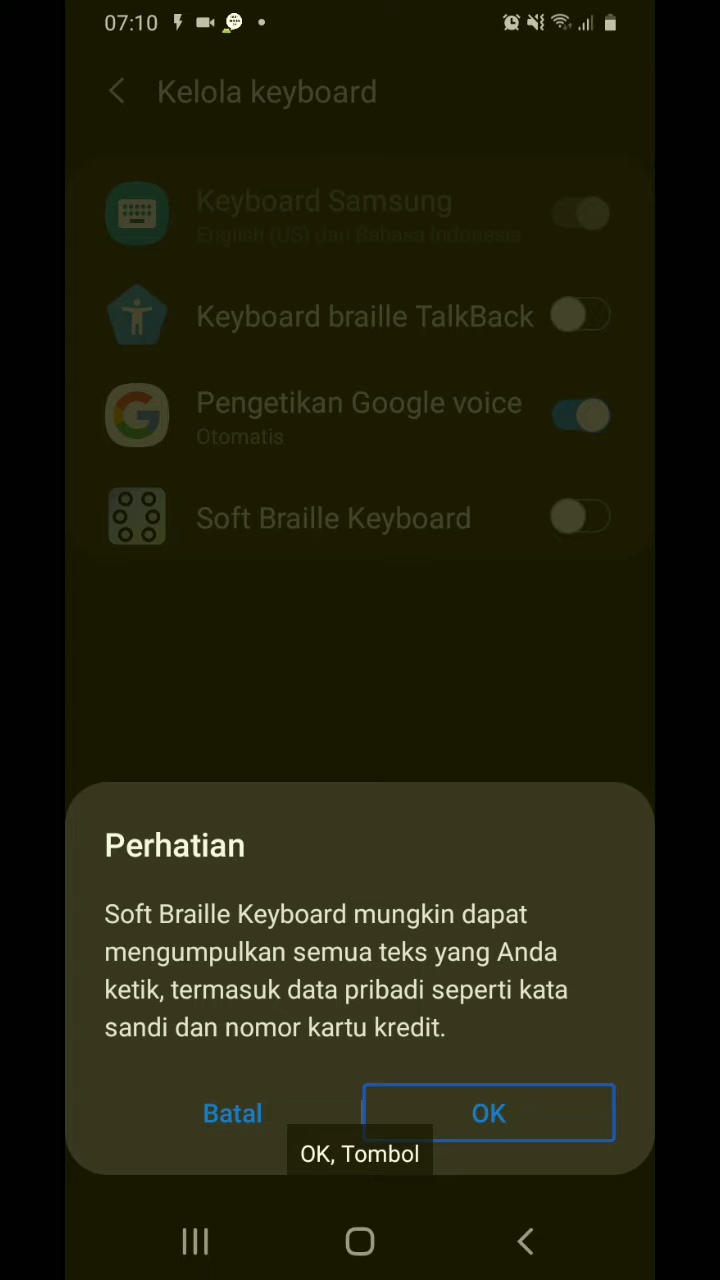 07:10
Kelola keyboard
Keyboard Samsung
English (US) dan Bahasa Indonesia
Keyboard braille TalkBack
Pengetikan Google voice
Otomatis
Soft Braille Keyboard
Perhatian
Soft Braille Keyboard mungkin dapat
mengumpulkan semua teks yang Anda
ketik, termasuk data pribadi seperti kata
sandi dan nomor kartu kredit.
Batal
OK
OK, Tombol